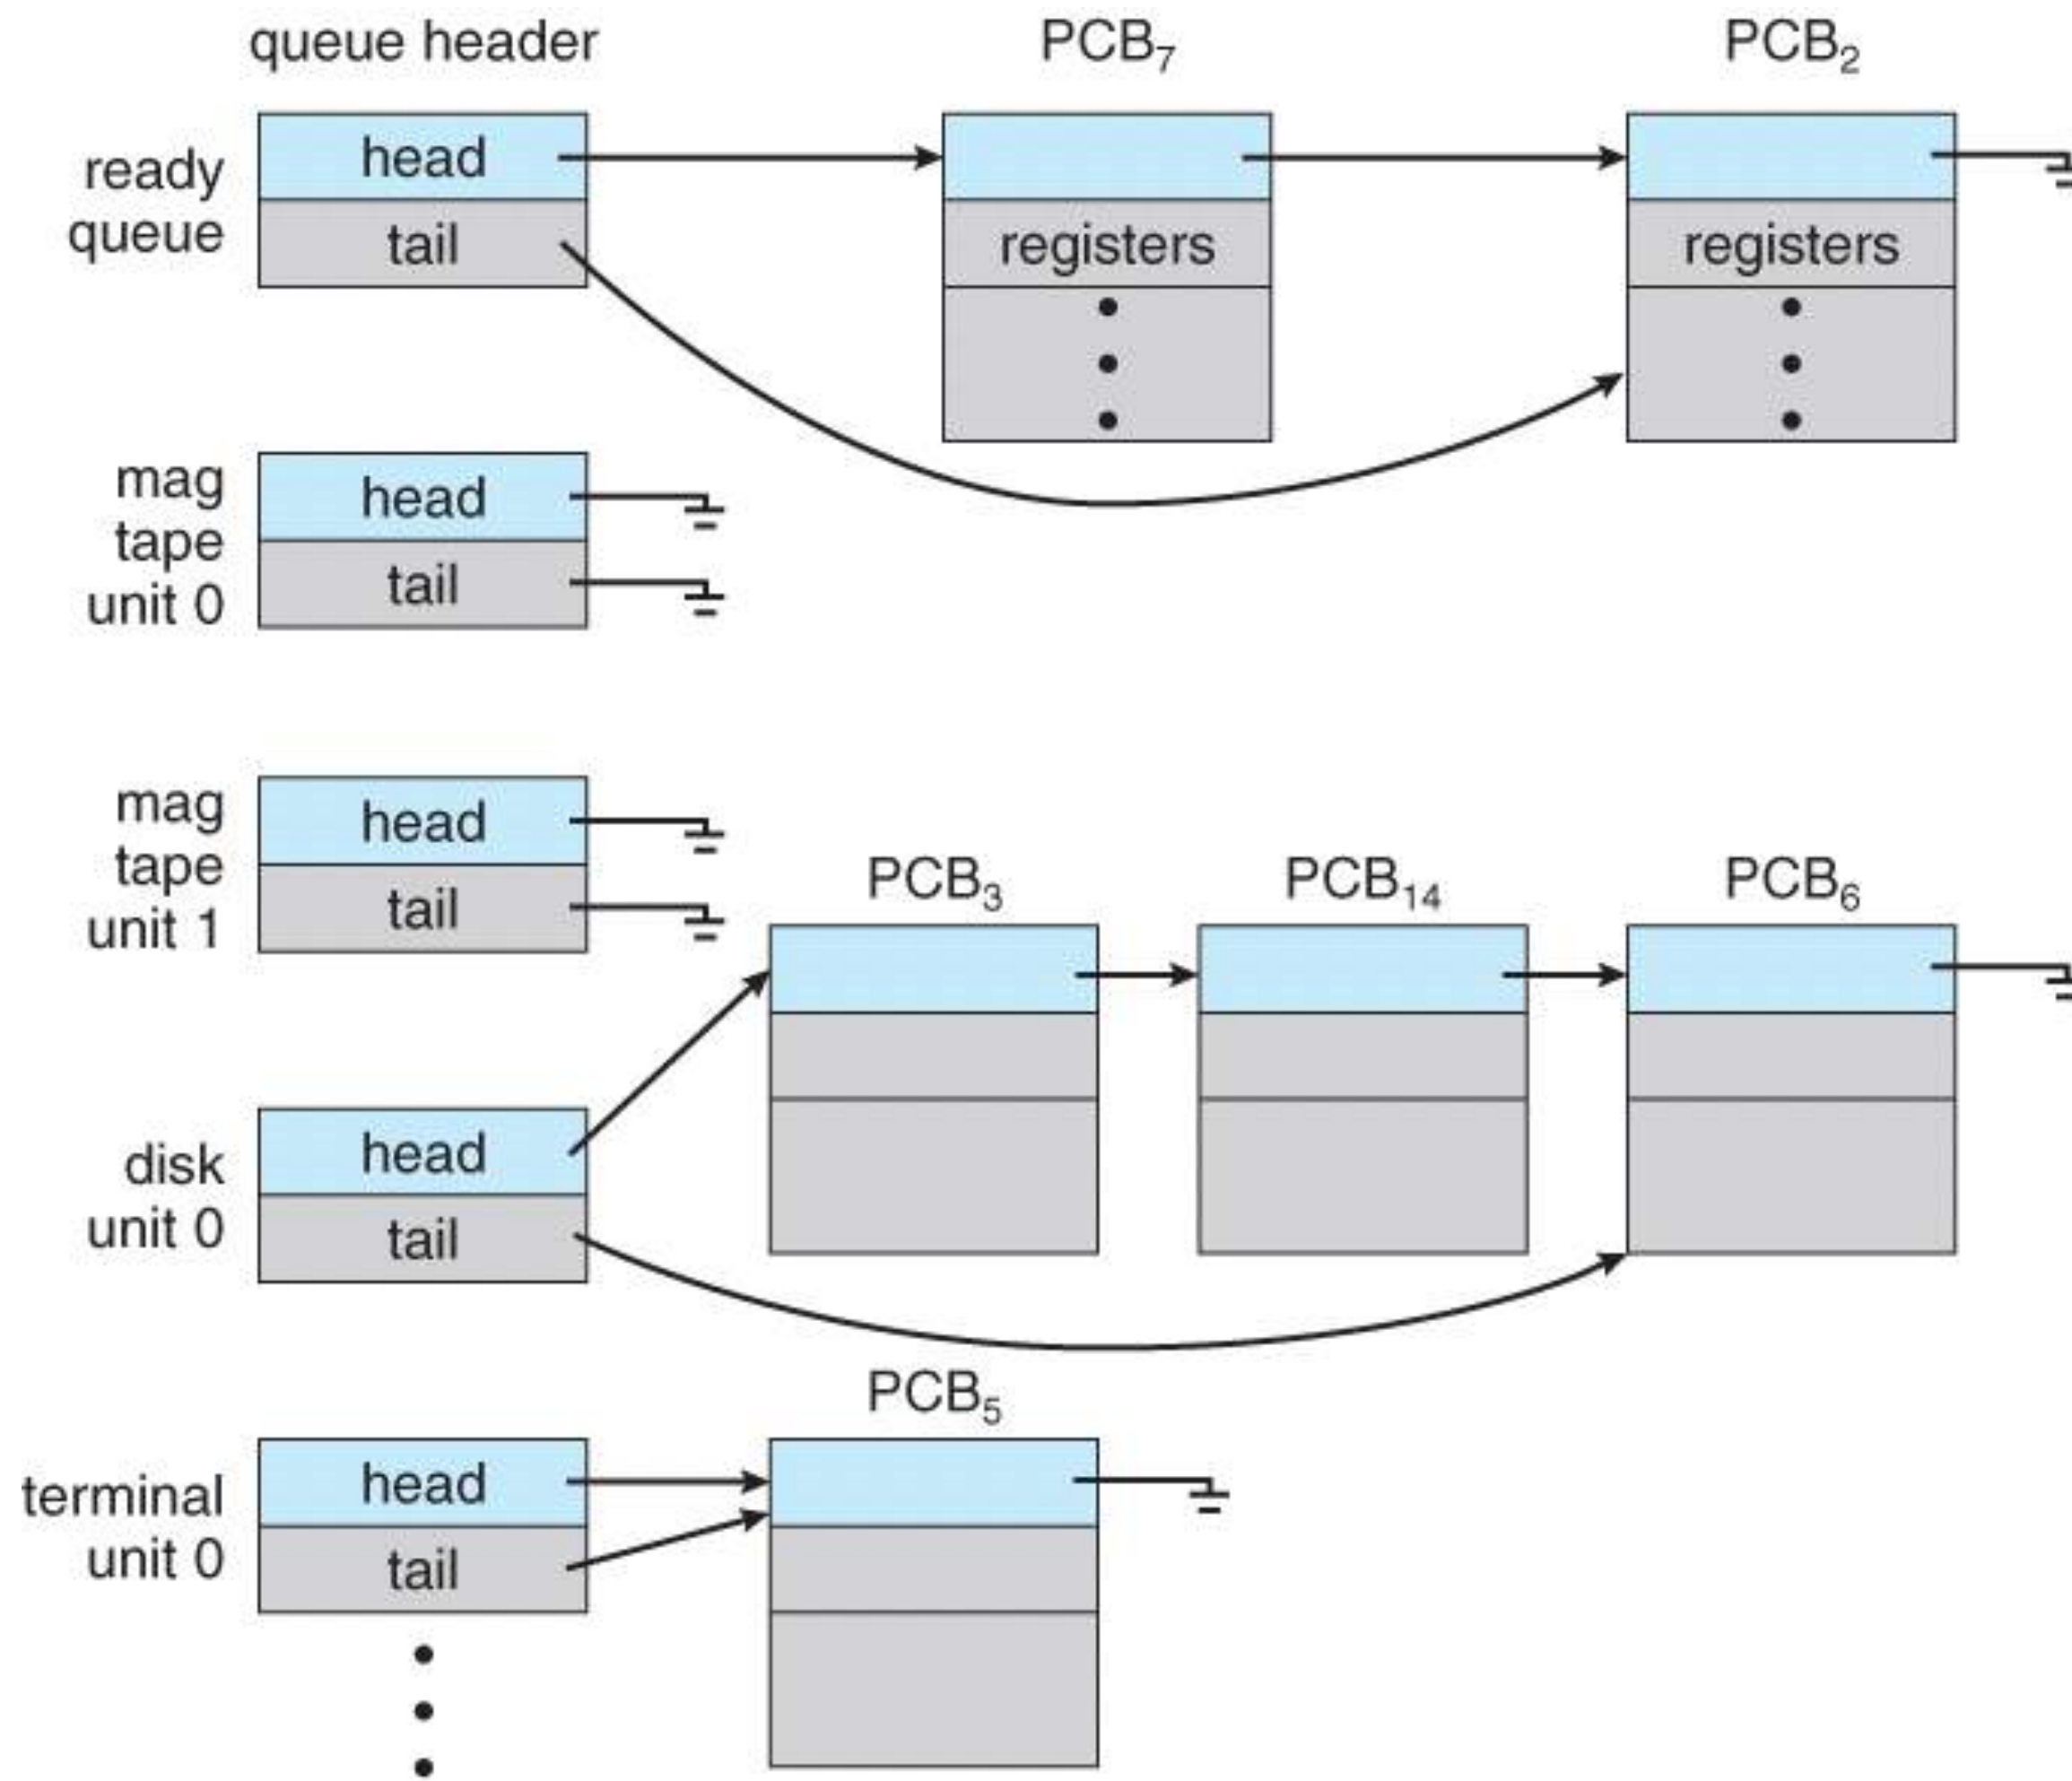 queue header
PCB₇
PCB₂
ready
queue
head
tail
registers
registers
mag
tape
unit 0
head
tail
mag
tape
unit 1
head
tail
PCB₃
PCB₁₄
PCB₆
disk
unit 0
head
tail
PCB₅
terminal
unit 0
head
tail